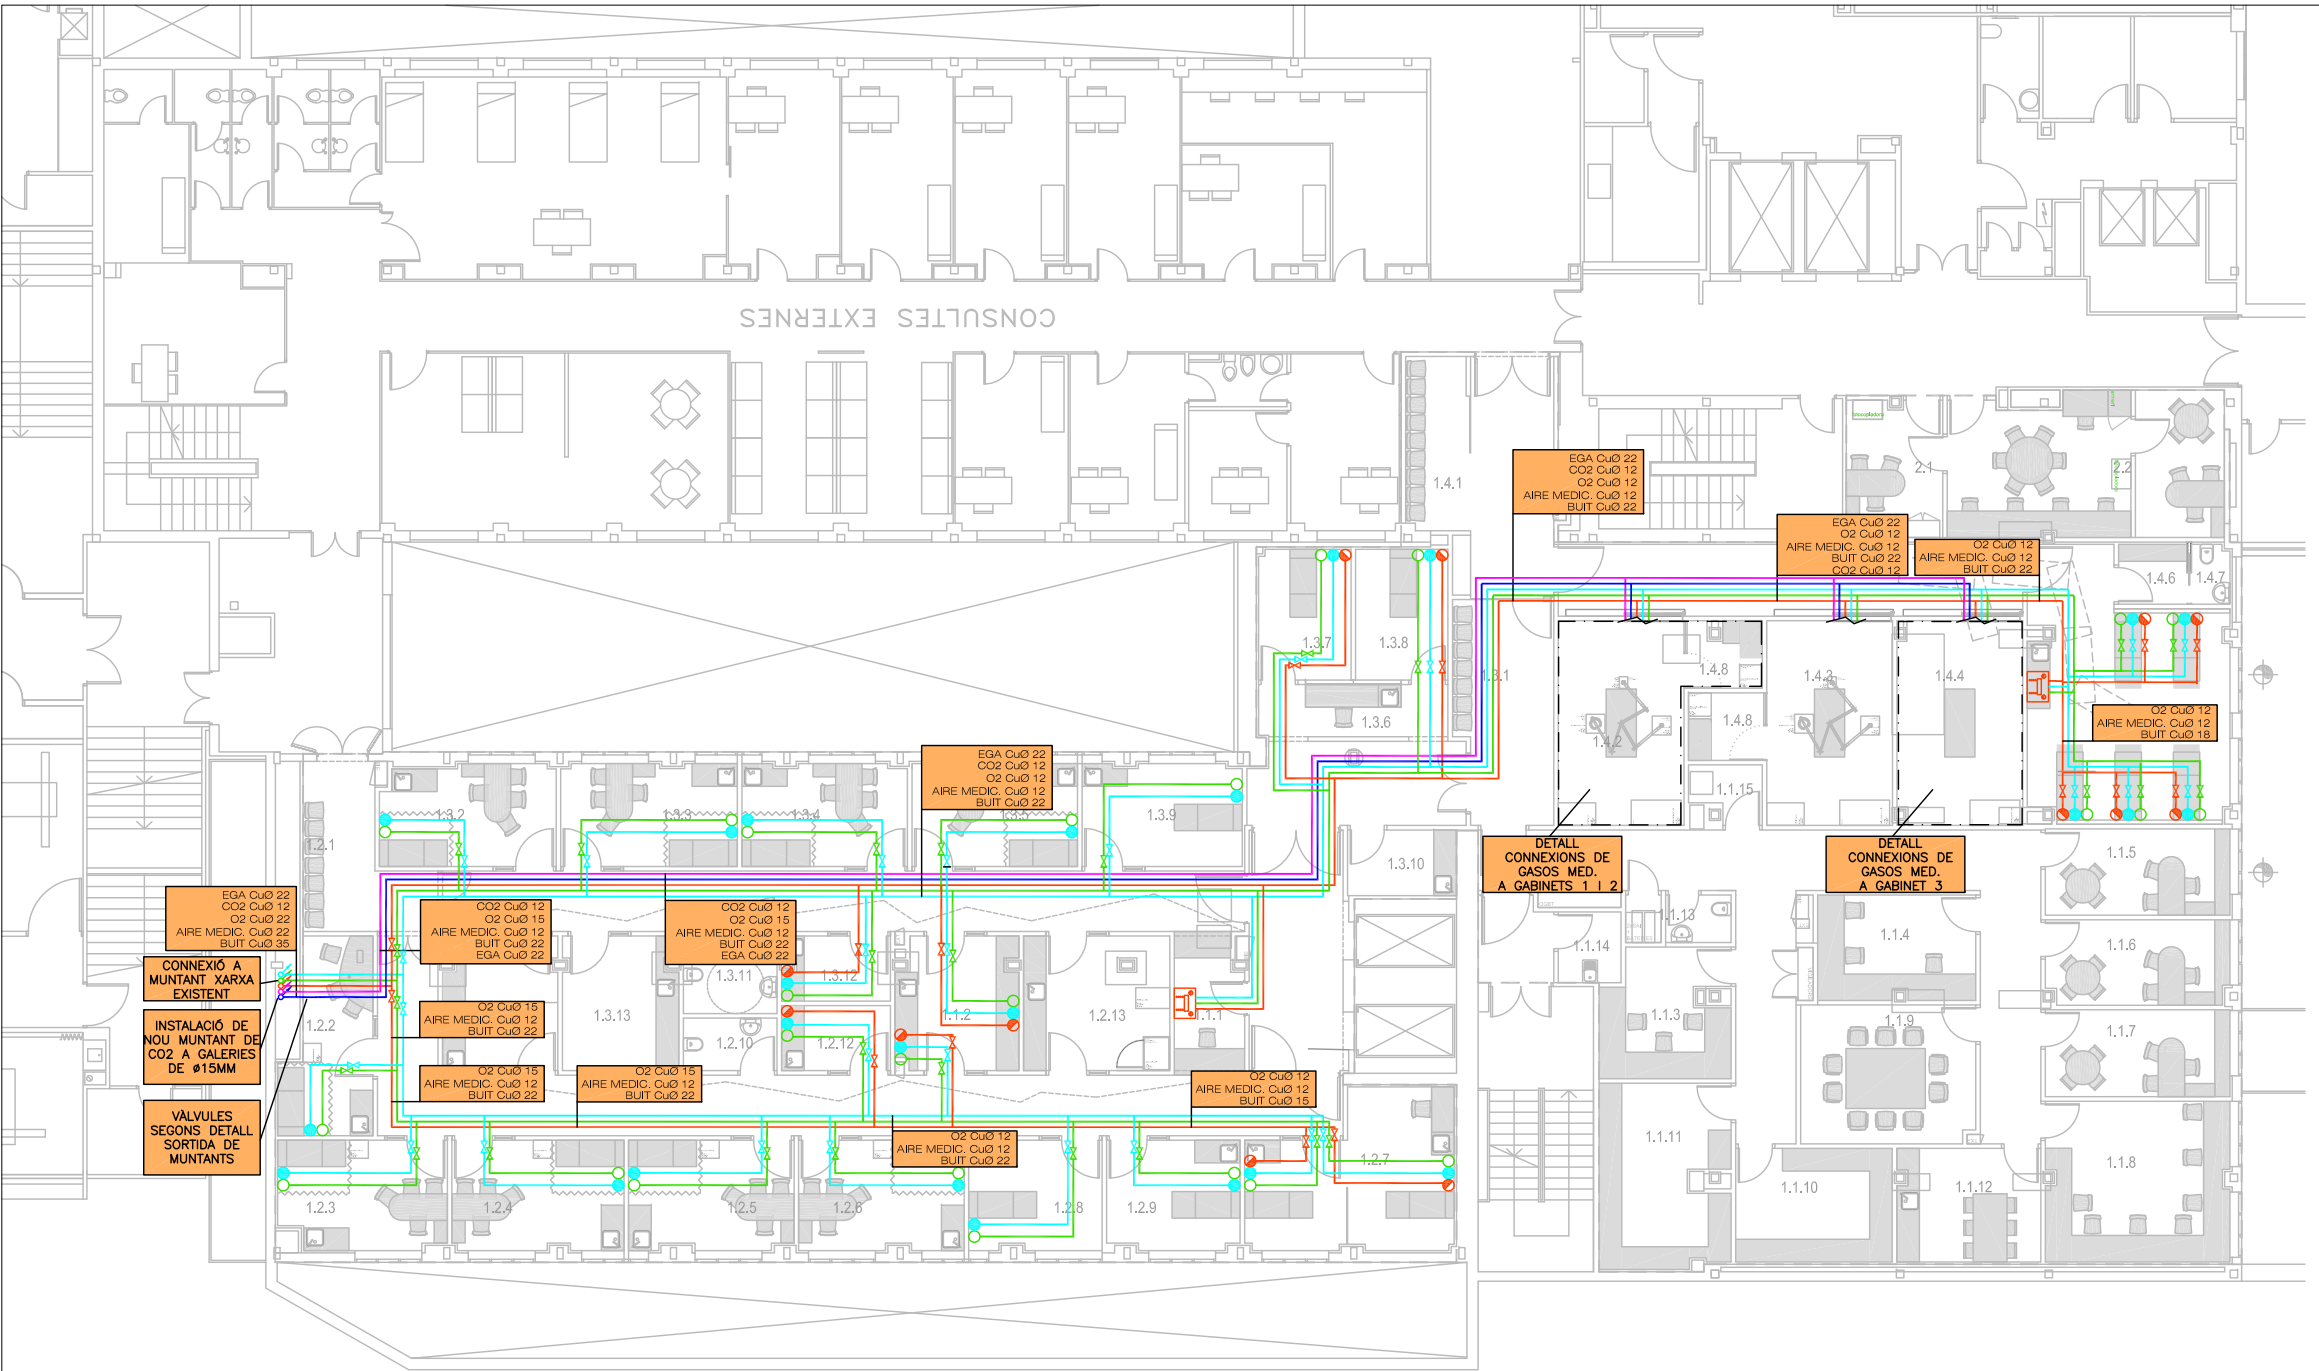 CONSULTES EXTERNES
fotocopiadora
2.1
2.2
1.4.1
EGA CuØ 22
CO2 CuØ 12
O2 CuØ 12
AIRE MEDIC. CuØ 12
BUIT CuØ 22
EGA CuØ 22
O2 CuØ 12
AIRE MEDIC. CuØ 12
BUIT CuØ 22
CO2 CuØ 12
O2 CuØ 12
AIRE MEDIC. CuØ 12
BUIT CuØ 22
1.4.6
1.4.7
1.3.7
1.3.8
1.3.1
1.4.8
1.4.3
1.4.4
1.3.6
1.4.2
1.4.8
O2 CuØ 12
AIRE MEDIC. CuØ 12
BUIT CuØ 18
EGA CuØ 22
CO2 CuØ 12
O2 CuØ 12
AIRE MEDIC. CuØ 12
BUIT CuØ 22
1.1.15
1.3.2
1.3.3
1.3.4
1.3.5
1.3.9
1.2.1
1.3.10
DETALL
CONNEXIONS DE
GASOS MED.
A GABINETS 1 I 2
DETALL
CONNEXIONS DE
GASOS MED.
A GABINET 3
1.1.5
EGA CuØ 22
CO2 CuØ 12
O2 CuØ 22
AIRE MEDIC. CuØ 22
BUIT CuØ 35
CO2 CuØ 12
O2 CuØ 15
AIRE MEDIC. CuØ 12
BUIT CuØ 22
EGA CuØ 22
CO2 CuØ 12
O2 CuØ 15
AIRE MEDIC. CuØ 12
BUIT CuØ 22
EGA CuØ 22
1.1.13
1.1.4
1.1.6
1.1.14
CONNEXIÓ A
MUNTANT XARXA
EXISTENT
1.3.11
1.3.12
1.2.2
1.3.13
1.2.10
1.2.12
1.1.2
1.2.13
1.1.1
1.1.3
1.1.9
1.1.7
INSTALACIÓ DE
NOU MUNTANT DE
CO2 A GALERIES
DE ø15MM
O2 CuØ 15
AIRE MEDIC. CuØ 12
BUIT CuØ 22
O2 CuØ 15
AIRE MEDIC. CuØ 12
BUIT CuØ 22
O2 CuØ 15
AIRE MEDIC. CuØ 12
BUIT CuØ 22
O2 CuØ 12
AIRE MEDIC. CuØ 12
BUIT CuØ 15
VÀLVULES
SEGONS DETALL
SORTIDA DE
MUNTANTS
O2 CuØ 12
AIRE MEDIC. CuØ 12
BUIT CuØ 22
1.2.7
1.1.11
1.1.8
1.1.10
1.1.12
1.2.3
1.2.4
1.2.5
1.2.6
1.2.8
1.2.9